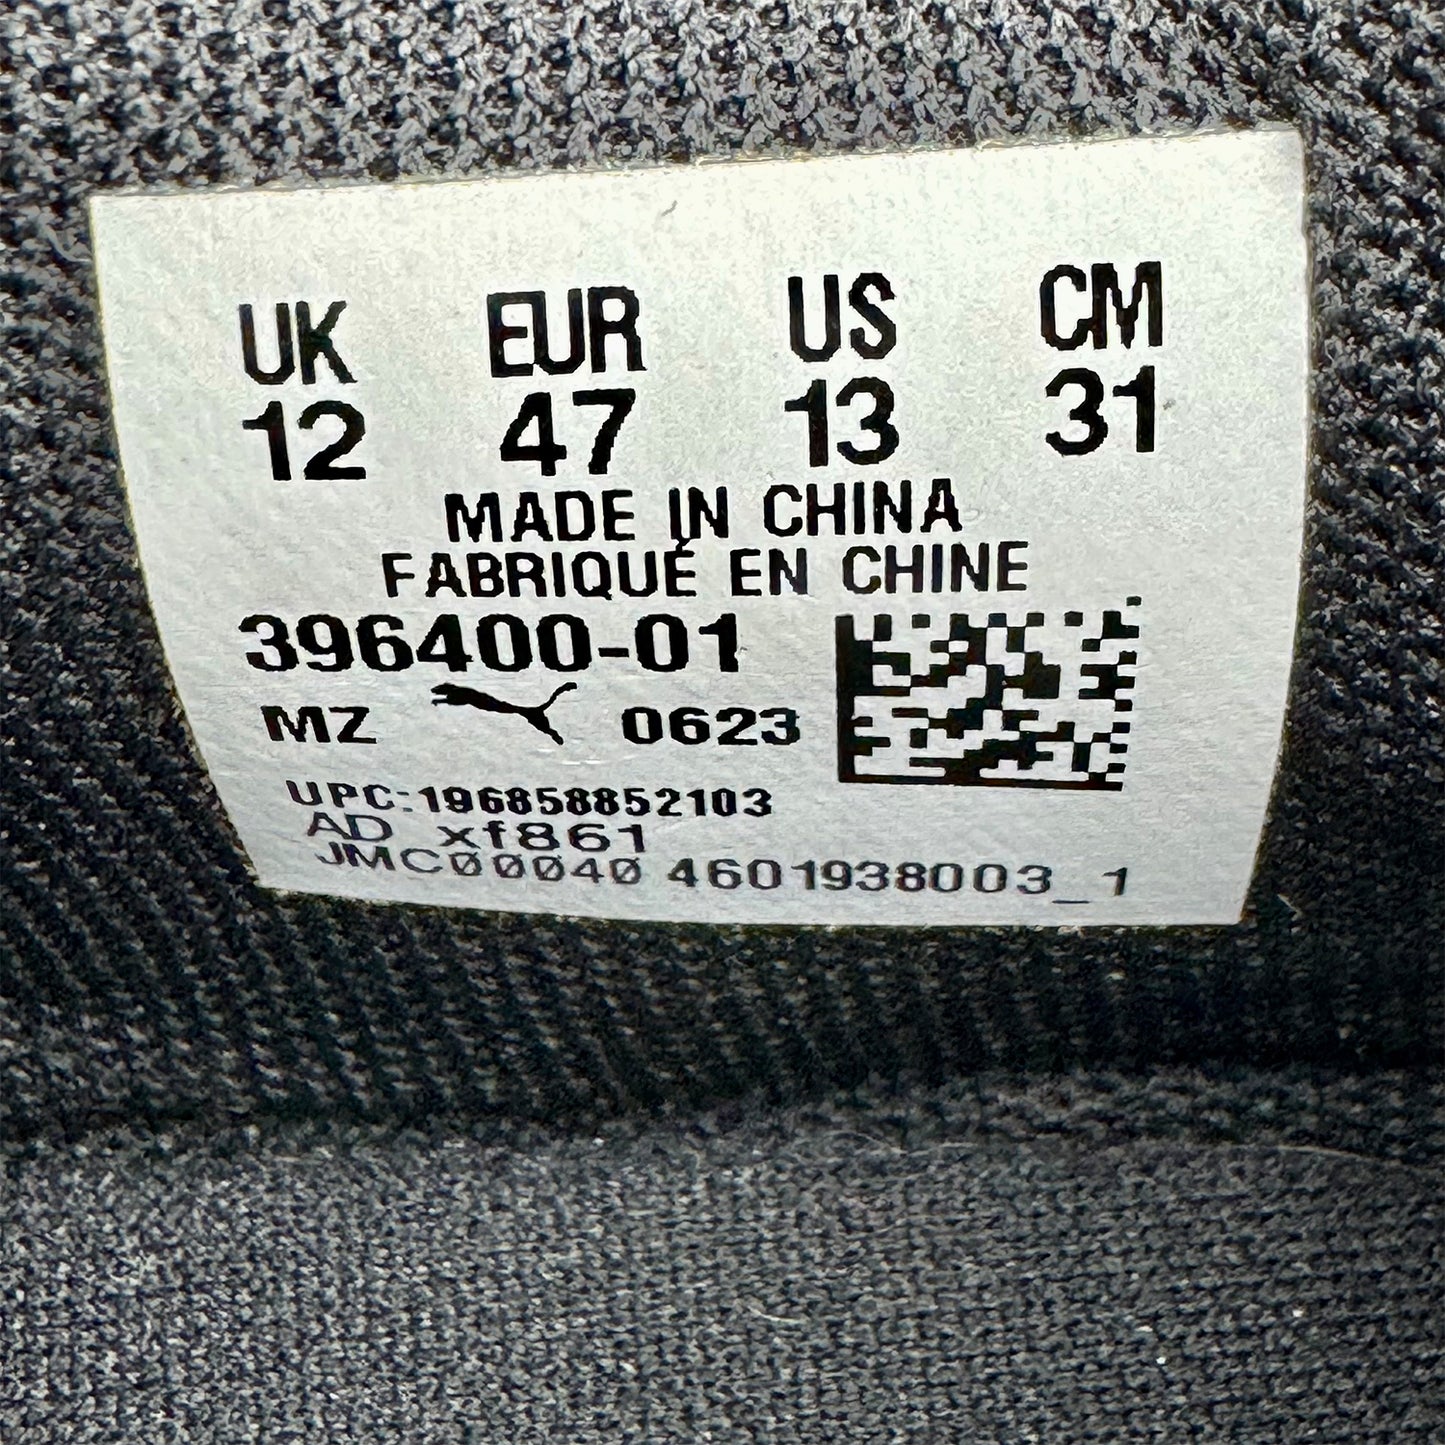 UK EUR US CM
12 47 13 31
MADE IN CHINA
FABRIQUÉ EN CHINE
396400-01
MZ 0623
UPC:196858852103
AD xf861
JMC00040 4601938003_1